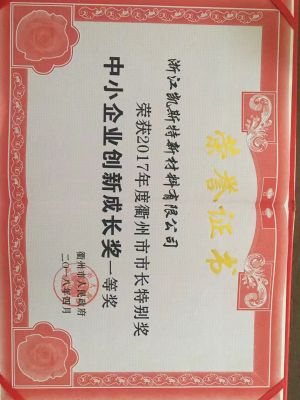 荣誉证书
浙江凯斯特新材料有限公司
荣获2017年度衢州市市长特别奖
中小企业创新成长奖一等奖
衢州市人民政府
二〇一八年四月